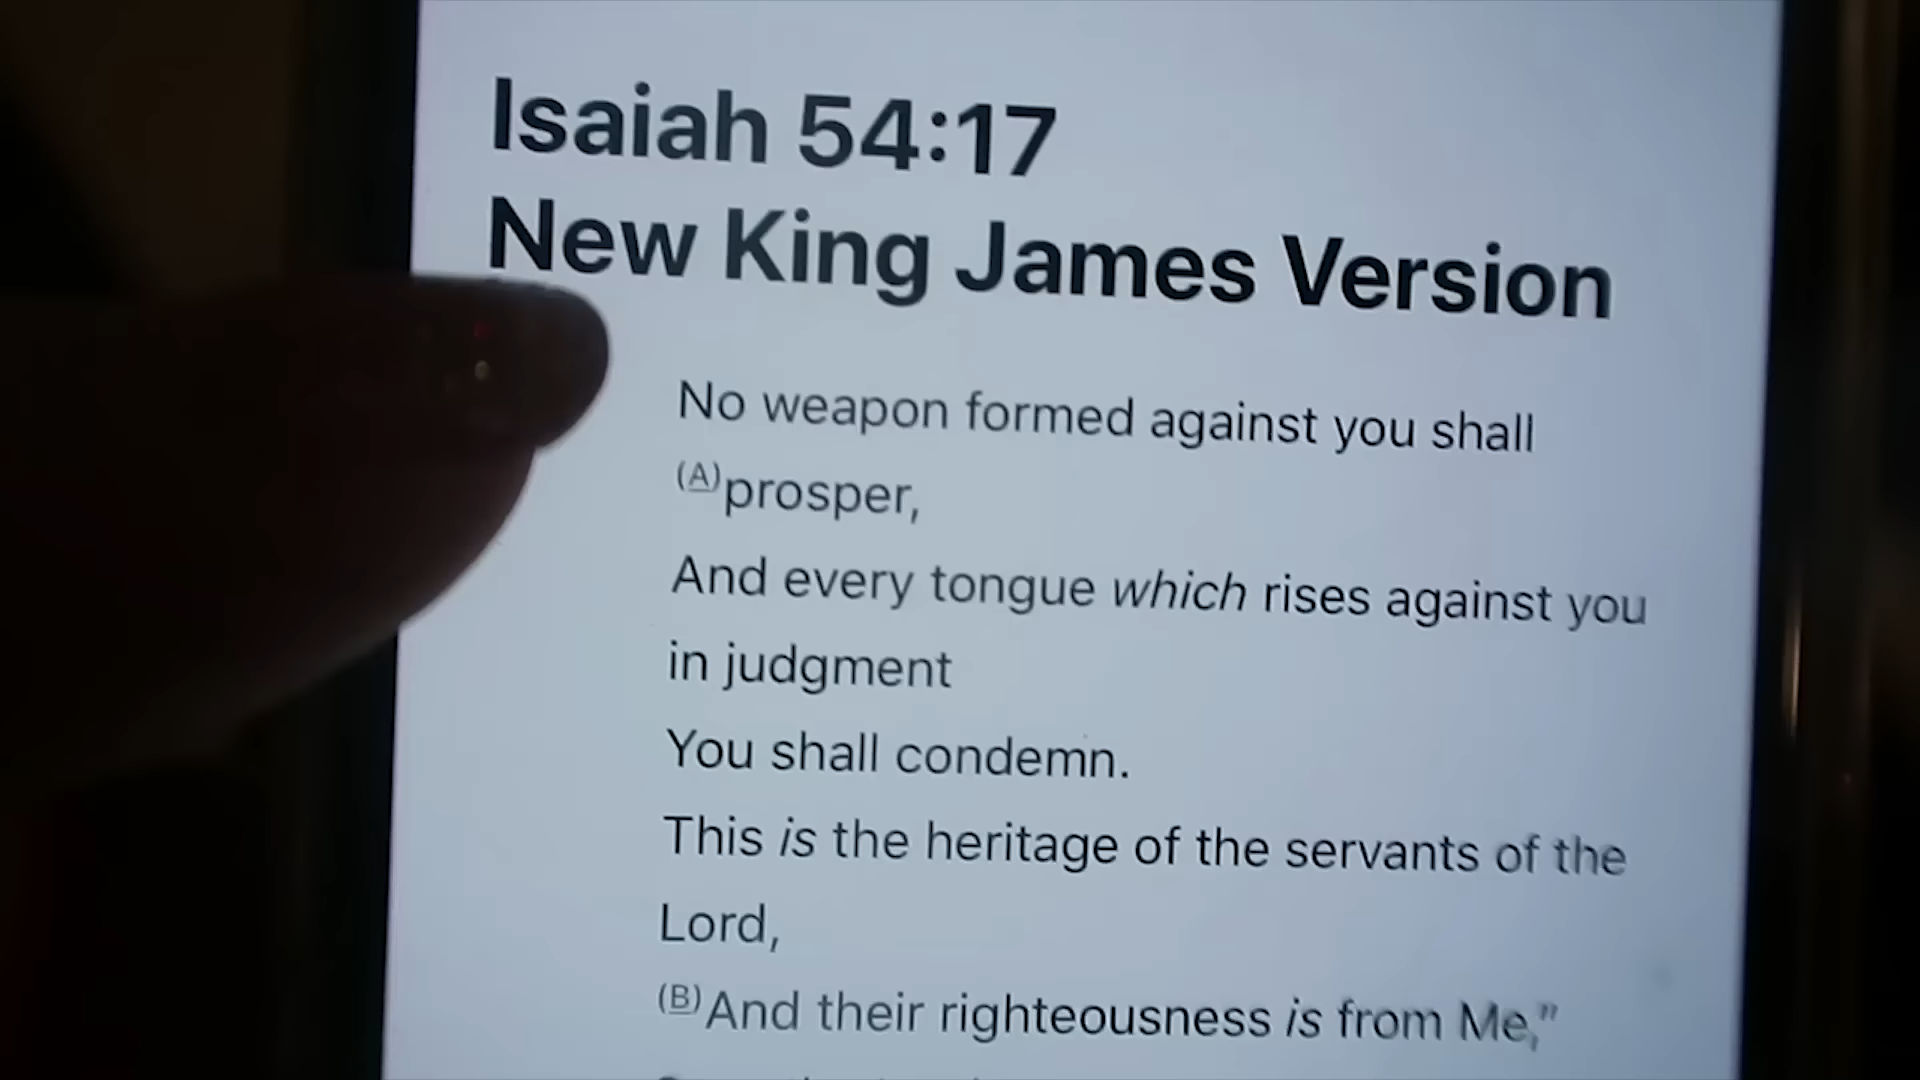 Isaiah 54:17
New King James Version
No weapon formed against you shall
(A)prosper,
And every tongue which rises against you
in judgment
You shall condemn.
This is the heritage of the servants of the
Lord,
(B)And their righteousness is from Me,”